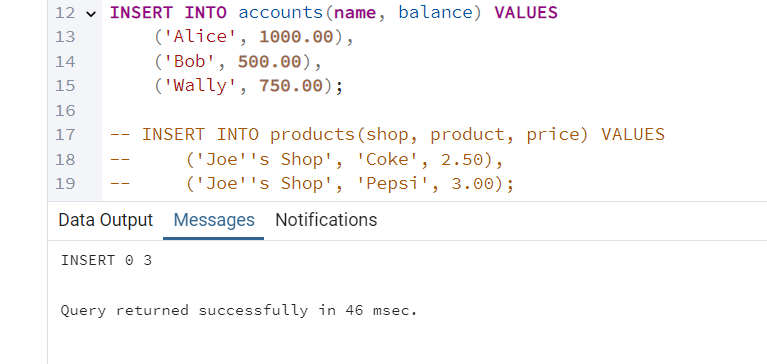 12 INSERT INTO accounts(name, balance) VALUES
13     ('Alice', 1000.00),
14     ('Bob', 500.00),
15     ('Wally', 750.00);
16
17 -- INSERT INTO products(shop, product, price) VALUES
18 --     ('Joe''s Shop', 'Coke', 2.50),
19 --     ('Joe''s Shop', 'Pepsi', 3.00);
Data Output Messages Notifications
INSERT 0 3
Query returned successfully in 46 msec.